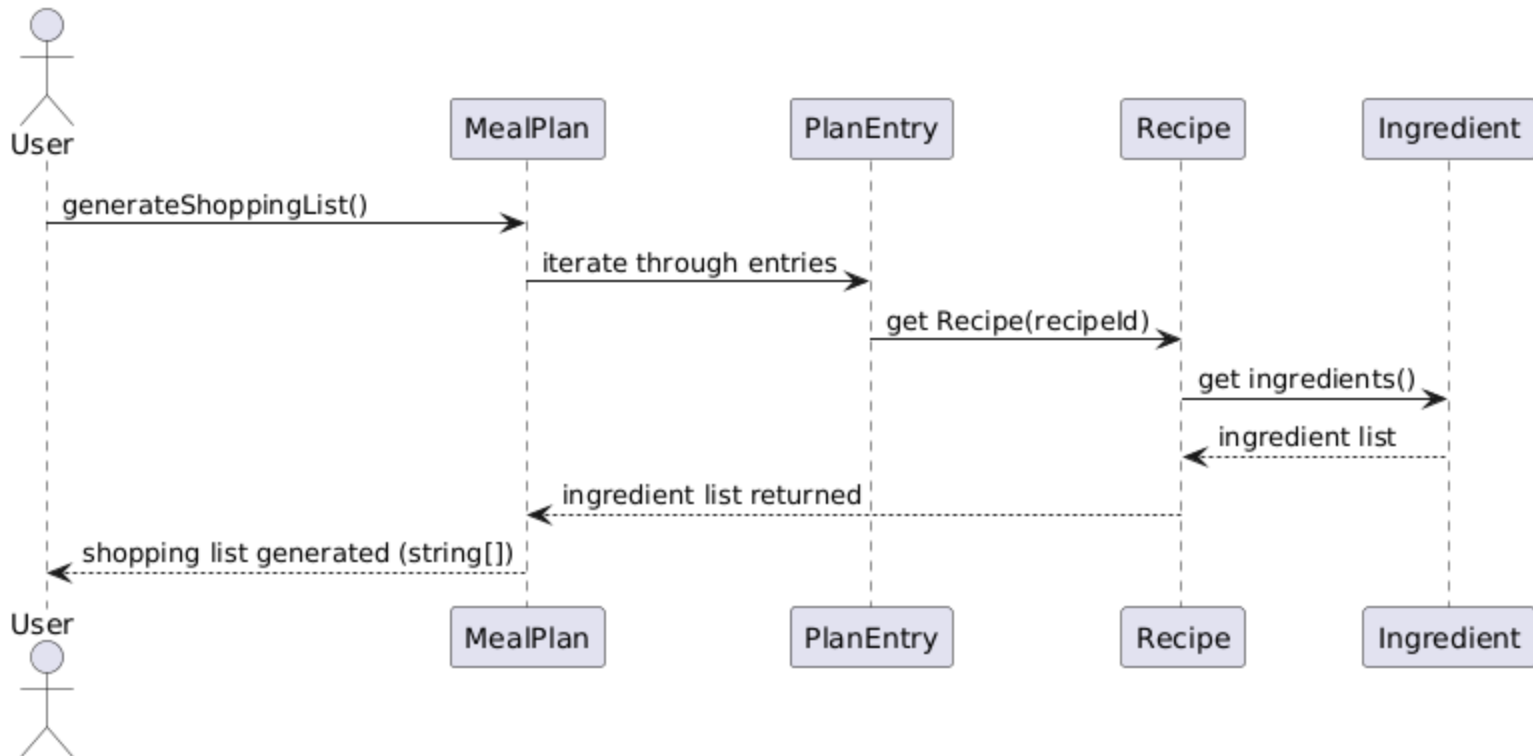 User
MealPlan
PlanEntry
Recipe
Ingredient
generateShoppingList()
iterate through entries
get Recipe(recipeId)
get ingredients()
ingredient list
ingredient list returned
shopping list generated (string[])
User
MealPlan
PlanEntry
Recipe
Ingredient